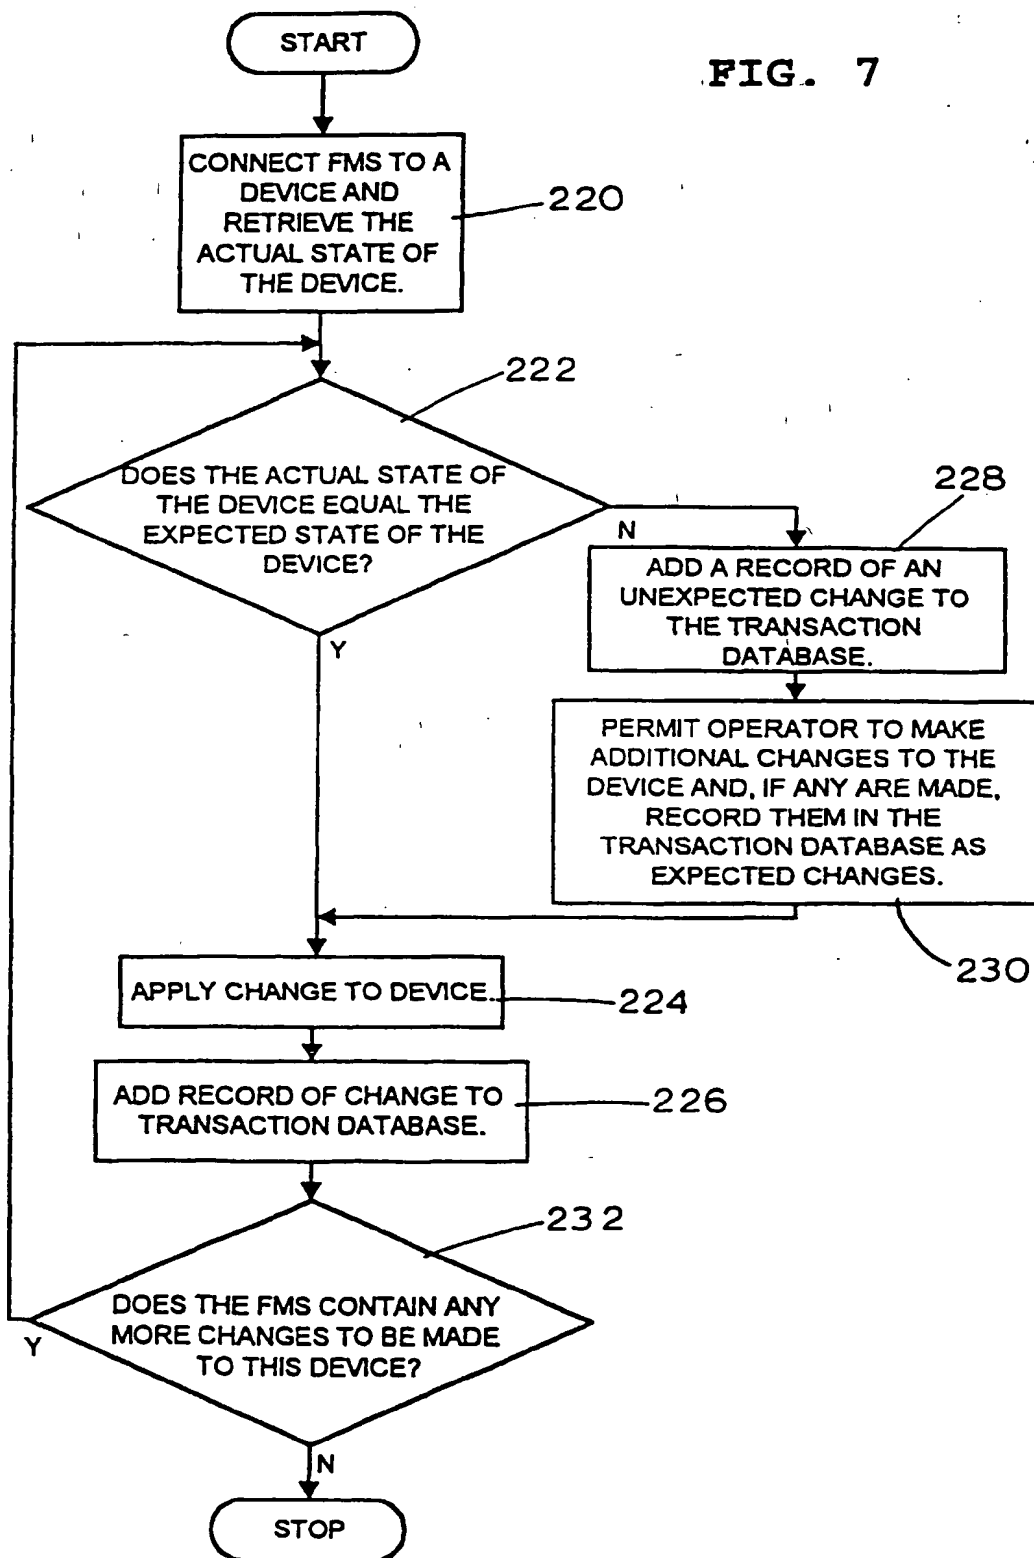 START
FIG. 7
CONNECT FMS TO A
DEVICE AND
RETRIEVE THE
ACTUAL STATE OF
THE DEVICE.
220
222
DOES THE ACTUAL STATE OF
THE DEVICE EQUAL THE
EXPECTED STATE OF THE
DEVICE?
N
Y
228
ADD A RECORD OF AN
UNEXPECTED CHANGE TO
THE TRANSACTION
DATABASE.
PERMIT OPERATOR TO MAKE
ADDITIONAL CHANGES TO THE
DEVICE AND, IF ANY ARE MADE,
RECORD THEM IN THE
TRANSACTION DATABASE AS
EXPECTED CHANGES.
230
APPLY CHANGE TO DEVICE.
224
ADD RECORD OF CHANGE TO
TRANSACTION DATABASE.
226
232
DOES THE FMS CONTAIN ANY
MORE CHANGES TO BE MADE
TO THIS DEVICE?
Y
N
STOP